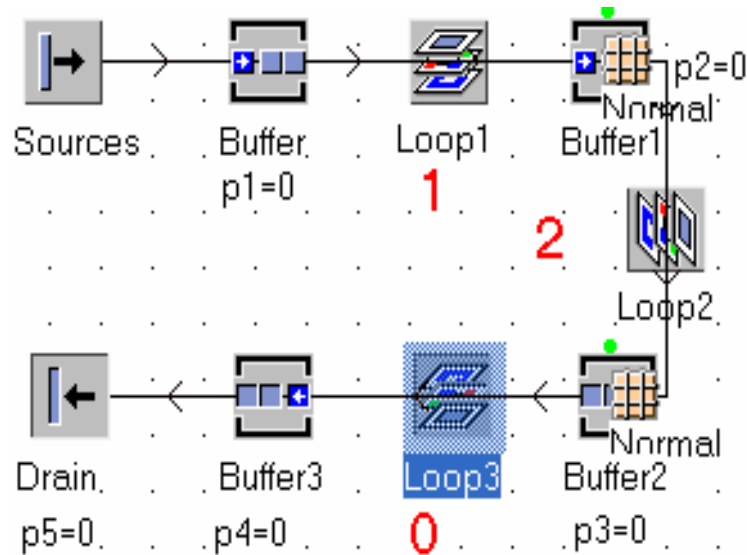 p2=0
Normal
Sources Buffer Loop1 Buffer1
p1=0
1
2
Loop2
Normal
Drain Buffer3 Loop3 Buffer2
p5=0 p4=0 0 p3=0